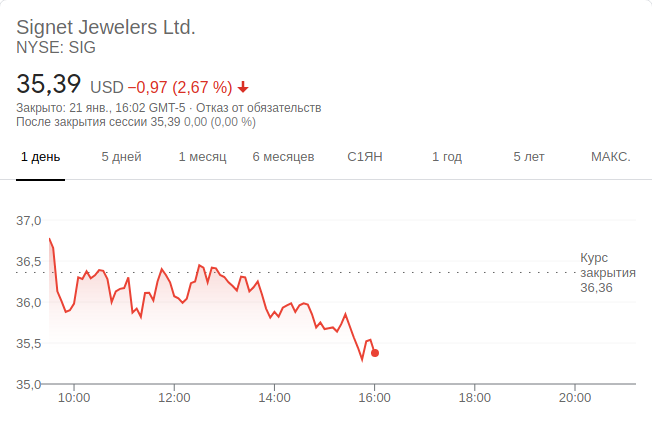 Signet Jewelers Ltd.
NYSE: SIG
35,39 USD −0,97 (2,67 %)
Закрыто: 21 янв., 16:02 GMT-5 · Отказ от обязательств
После закрытия сессии 35,39 0,00 (0,00 %)
1 день 5 дней 1 месяц 6 месяцев С1ЯН 1 год 5 лет МАКС.
37,0
36,5
36,0
35,5
35,0
Курс
закрытия
36,36
10:00 12:00 14:00 16:00 18:00 20:00